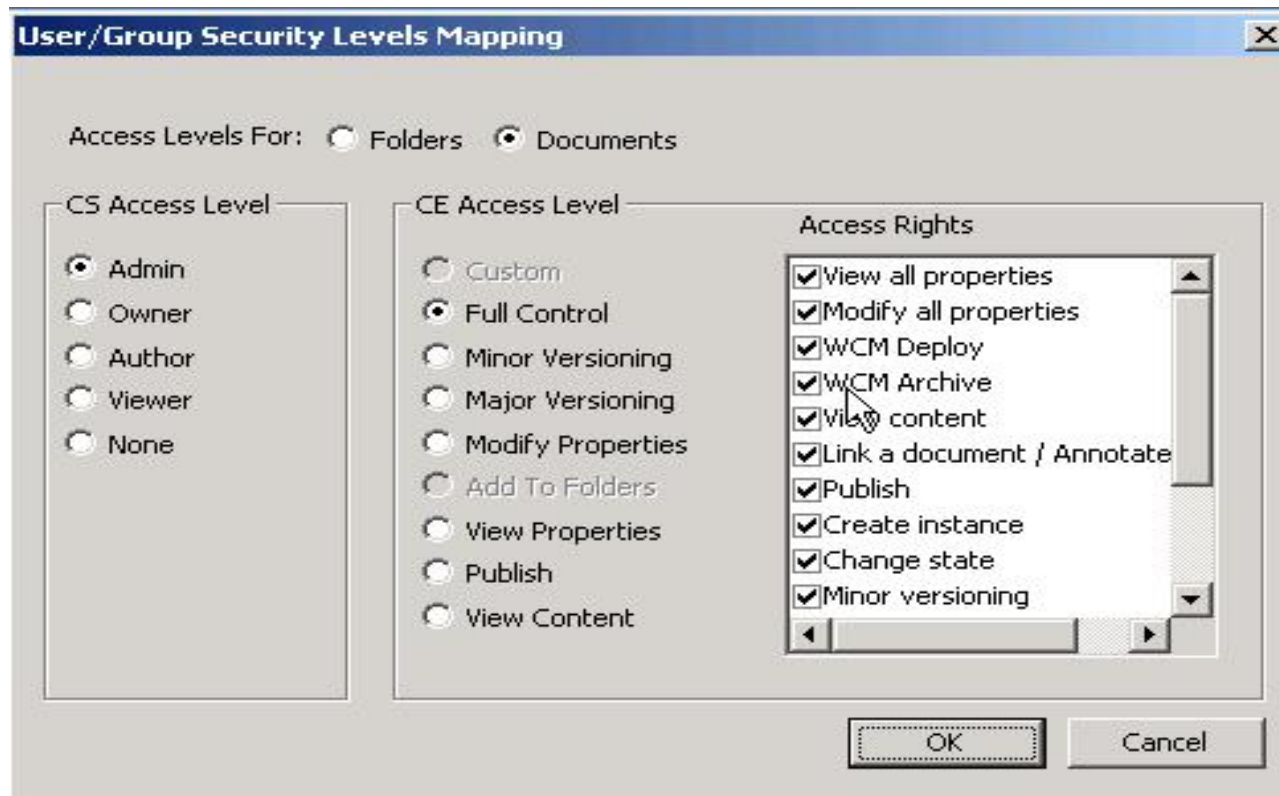 User/Group Security Levels Mapping
Access Levels For: Folders Documents
CS Access Level
Admin
Owner
Author
Viewer
None
CE Access Level
Custom
Full Control
Minor Versioning
Major Versioning
Modify Properties
Add To Folders
View Properties
Publish
View Content
Access Rights
View all properties
Modify all properties
WCM Deploy
WCM Archive
View content
Link a document / Annotate
Publish
Create instance
Change state
Minor versioning
OK Cancel